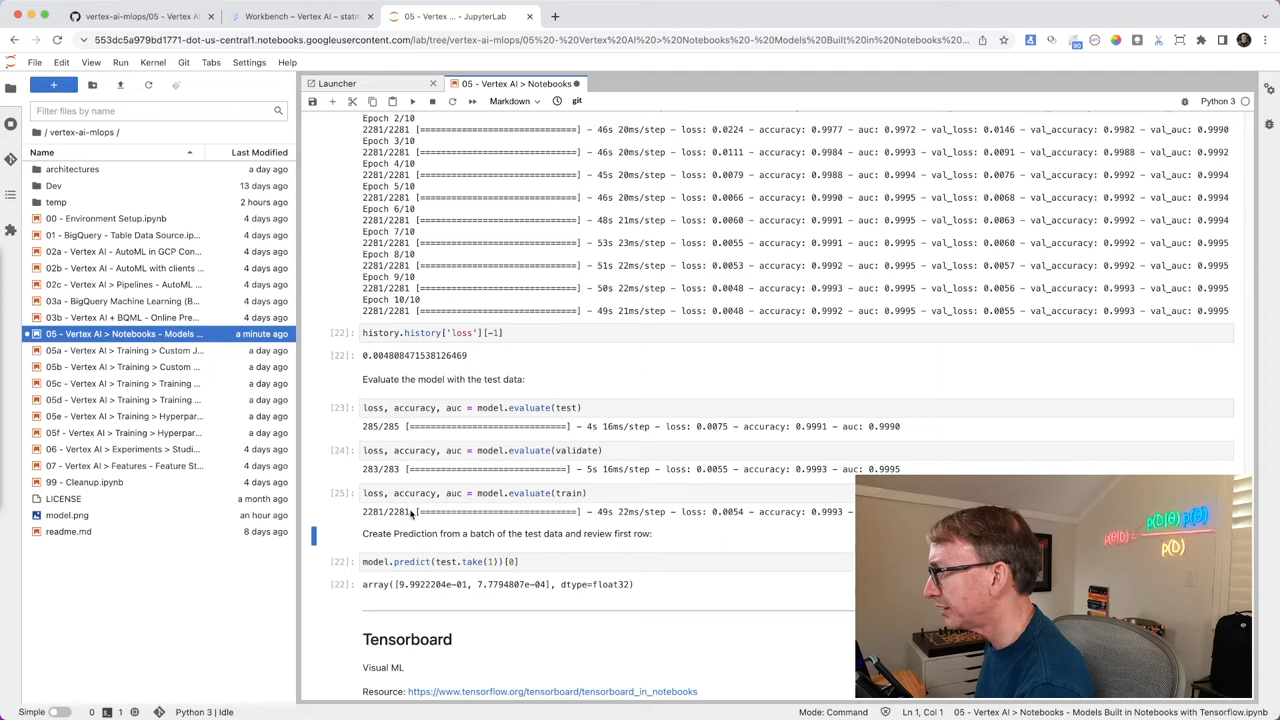 vertex-ai-mlops/05 - Vertex AI
Workbench – Vertex AI – statm
05 - Vertex ... - JupyterLab
553dc5a979bd1771-dot-us-central1.notebooks.googleusercontent.com/lab/tree/vertex-ai-mlops/05%20-%20Vertex%20AI%20>%20Notebooks%20-%20Models%20Built%20in%20Notebooks%20...
File Edit View Run Kernel Git Tabs Settings Help
Launcher
05 - Vertex AI > Notebooks
Markdown
git
Python 3
Filter files by name
/ vertex-ai-mlops /
Name Last Modified
architectures a day ago
Dev 13 days ago
temp 2 hours ago
00 - Environment Setup.ipynb 4 days ago
01 - BigQuery - Table Data Source.ip... 4 days ago
02a - Vertex AI - AutoML in GCP Con... 4 days ago
02b - Vertex AI - AutoML with clients ... 4 days ago
02c - Vertex AI > Pipelines - AutoML ... 4 days ago
03a - BigQuery Machine Learning (B... 4 days ago
03b - Vertex AI + BQML - Online Pre... 4 days ago
05 - Vertex AI > Notebooks - Models ... a minute ago
05a - Vertex AI > Training > Custom J... a day ago
05b - Vertex AI > Training > Custom ... a day ago
05c - Vertex AI > Training > Training ... a day ago
05d - Vertex AI > Training > Training ... a day ago
05e - Vertex AI > Training > Hyperpar... a day ago
05f - Vertex AI > Training > Hyperpar... a day ago
06 - Vertex AI > Experiments > Studi... 4 days ago
07 - Vertex AI > Features - Feature St... 4 days ago
99 - Cleanup.ipynb 4 days ago
LICENSE a month ago
model.png an hour ago
readme.md 8 days ago
Epoch 2/10
2281/2281 [==============================] - 46s 20ms/step - loss: 0.0224 - accuracy: 0.9977 - auc: 0.9972 - val_loss: 0.0146 - val_accuracy: 0.9982 - val_auc: 0.9990
Epoch 3/10
2281/2281 [==============================] - 46s 20ms/step - loss: 0.0111 - accuracy: 0.9984 - auc: 0.9993 - val_loss: 0.0091 - val_accuracy: 0.9988 - val_auc: 0.9992
Epoch 4/10
2281/2281 [==============================] - 45s 20ms/step - loss: 0.0079 - accuracy: 0.9988 - auc: 0.9994 - val_loss: 0.0076 - val_accuracy: 0.9992 - val_auc: 0.9994
Epoch 5/10
2281/2281 [==============================] - 46s 20ms/step - loss: 0.0066 - accuracy: 0.9990 - auc: 0.9994 - val_loss: 0.0068 - val_accuracy: 0.9992 - val_auc: 0.9994
Epoch 6/10
2281/2281 [==============================] - 48s 21ms/step - loss: 0.0060 - accuracy: 0.9991 - auc: 0.9995 - val_loss: 0.0063 - val_accuracy: 0.9992 - val_auc: 0.9994
Epoch 7/10
2281/2281 [==============================] - 53s 23ms/step - loss: 0.0055 - accuracy: 0.9991 - auc: 0.9995 - val_loss: 0.0060 - val_accuracy: 0.9992 - val_auc: 0.9995
Epoch 8/10
2281/2281 [==============================] - 51s 22ms/step - loss: 0.0053 - accuracy: 0.9992 - auc: 0.9995 - val_loss: 0.0057 - val_accuracy: 0.9992 - val_auc: 0.9995
Epoch 9/10
2281/2281 [==============================] - 50s 22ms/step - loss: 0.0048 - accuracy: 0.9993 - auc: 0.9995 - val_loss: 0.0056 - val_accuracy: 0.9993 - val_auc: 0.9995
Epoch 10/10
2281/2281 [==============================] - 49s 21ms/step - loss: 0.0048 - accuracy: 0.9993 - auc: 0.9995 - val_loss: 0.0055 - val_accuracy: 0.9993 - val_auc: 0.9995
[22]: history.history['loss'][-1]
[22]: 0.004808471538126469
Evaluate the model with the test data:
[23]: loss, accuracy, auc = model.evaluate(test)
285/285 [==============================] - 4s 16ms/step - loss: 0.0075 - accuracy: 0.9991 - auc: 0.9990
[24]: loss, accuracy, auc = model.evaluate(validate)
283/283 [==============================] - 5s 16ms/step - loss: 0.0055 - accuracy: 0.9993 - auc: 0.9995
[25]: loss, accuracy, auc = model.evaluate(train)
2281/2281 [==============================] - 49s 22ms/step - loss: 0.0054 - accuracy: 0.9993 -
Create Prediction from a batch of the test data and review first row:
[22]: model.predict(test.take(1))[0]
[22]: array([9.9922204e-01, 7.7794807e-04], dtype=float32)
Tensorboard
Visual ML
Resource: https://www.tensorflow.org/tensorboard/tensorboard_in_notebooks
Simple 0 1 Python 3 | Idle Mode: Command Ln 1, Col 1 05 - Vertex AI > Notebooks - Models Built in Notebooks with Tensorflow.ipynb